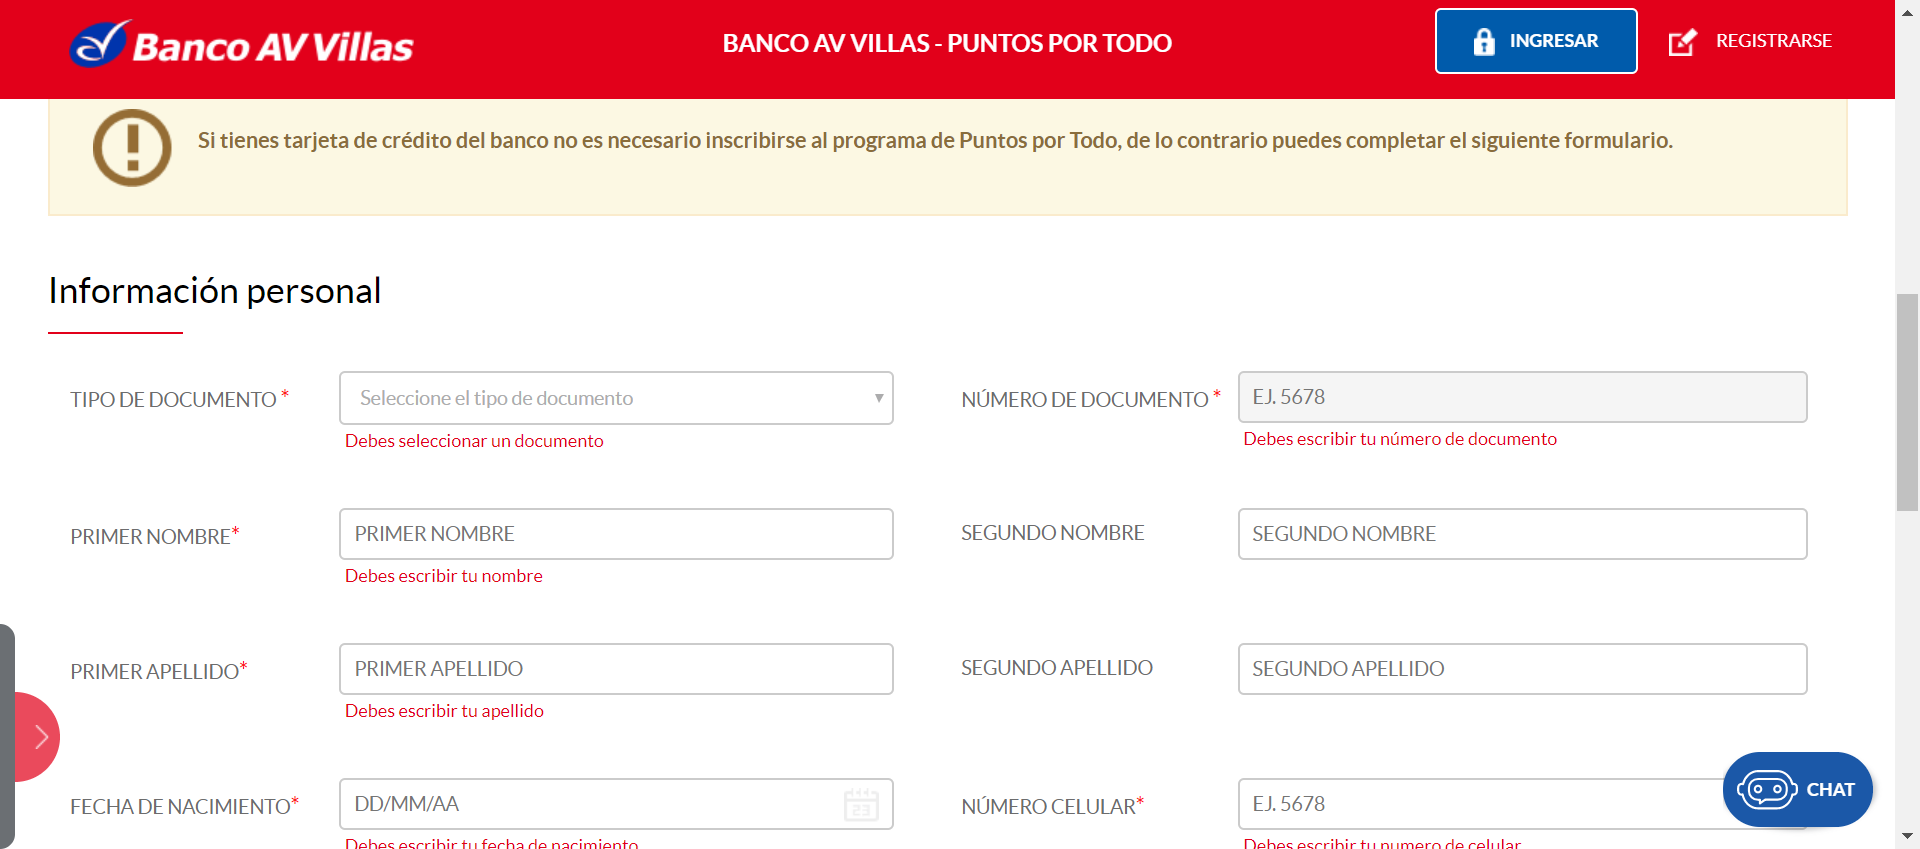 Banco AV Villas
BANCO AV VILLAS - PUNTOS POR TODO
INGRESAR
REGISTRARSE
Si tienes tarjeta de crédito del banco no es necesario inscribirse al programa de Puntos por Todo, de lo contrario puedes completar el siguiente formulario.
Información personal
TIPO DE DOCUMENTO *
Seleccione el tipo de documento
NÚMERO DE DOCUMENTO *
EJ. 5678
Debes seleccionar un documento
Debes escribir tu número de documento
PRIMER NOMBRE*
PRIMER NOMBRE
SEGUNDO NOMBRE
SEGUNDO NOMBRE
Debes escribir tu nombre
PRIMER APELLIDO*
PRIMER APELLIDO
SEGUNDO APELLIDO
SEGUNDO APELLIDO
Debes escribir tu apellido
FECHA DE NACIMIENTO*
DD/MM/AA
23
NÚMERO CELULAR*
EJ. 5678
CHAT
Debes escribir tu fecha de nacimiento
Debes escribir tu numero de celular